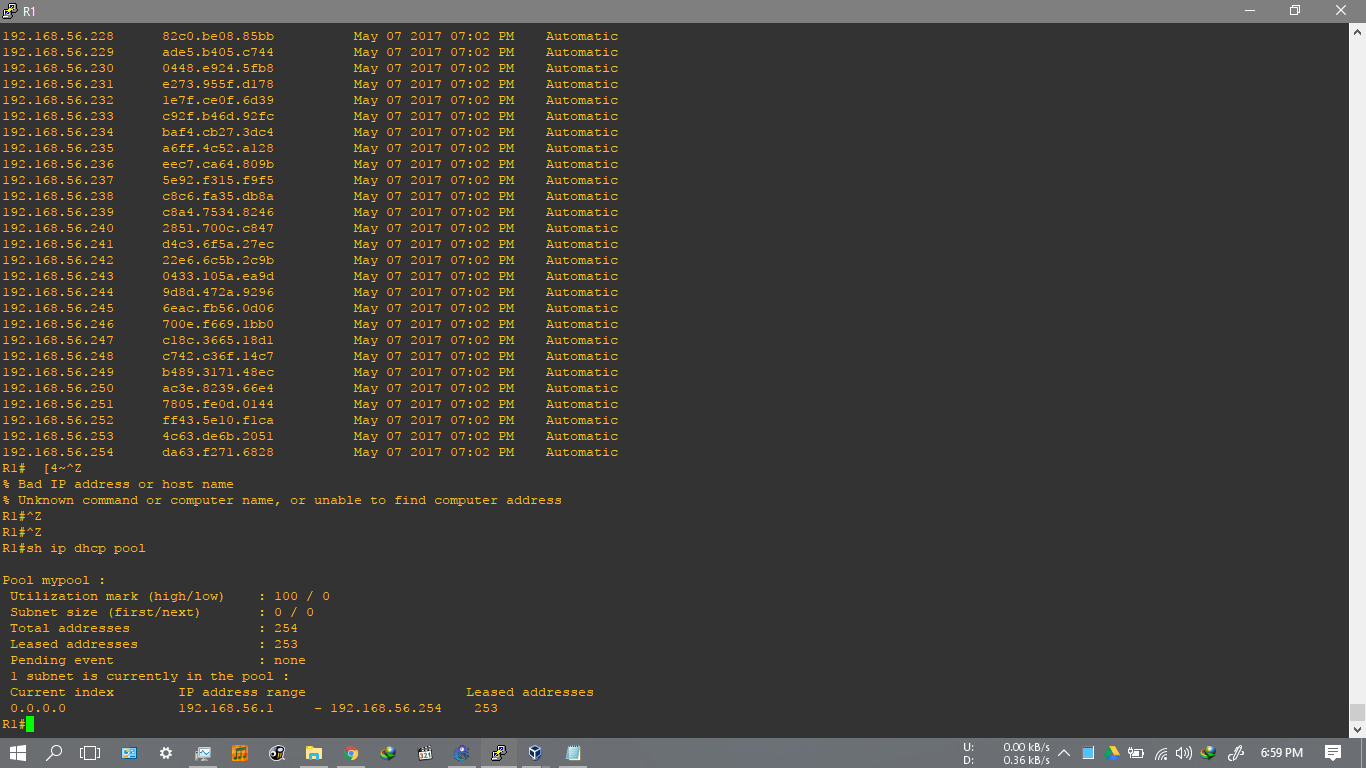 R1
192.168.56.228 82c0.be08.85bb May 07 2017 07:02 PM Automatic
192.168.56.229 ade5.b405.c744 May 07 2017 07:02 PM Automatic
192.168.56.230 0448.e924.5fb8 May 07 2017 07:02 PM Automatic
192.168.56.231 e273.955f.d178 May 07 2017 07:02 PM Automatic
192.168.56.232 1e7f.ce0f.6d39 May 07 2017 07:02 PM Automatic
192.168.56.233 c92f.b46d.92fc May 07 2017 07:02 PM Automatic
192.168.56.234 baf4.cb27.3dc4 May 07 2017 07:02 PM Automatic
192.168.56.235 a6ff.4c52.a128 May 07 2017 07:02 PM Automatic
192.168.56.236 eec7.ca64.809b May 07 2017 07:02 PM Automatic
192.168.56.237 5e92.f315.f9f5 May 07 2017 07:02 PM Automatic
192.168.56.238 c8c6.fa35.db8a May 07 2017 07:02 PM Automatic
192.168.56.239 c8a4.7534.8246 May 07 2017 07:02 PM Automatic
192.168.56.240 2851.700c.c847 May 07 2017 07:02 PM Automatic
192.168.56.241 d4c3.6f5a.27ec May 07 2017 07:02 PM Automatic
192.168.56.242 22e6.6c5b.2c9b May 07 2017 07:02 PM Automatic
192.168.56.243 0433.105a.ea9d May 07 2017 07:02 PM Automatic
192.168.56.244 9d8d.472a.9296 May 07 2017 07:02 PM Automatic
192.168.56.245 6eac.fb56.0d06 May 07 2017 07:02 PM Automatic
192.168.56.246 700e.f669.1bb0 May 07 2017 07:02 PM Automatic
192.168.56.247 c18c.3665.18d1 May 07 2017 07:02 PM Automatic
192.168.56.248 c742.c36f.14c7 May 07 2017 07:02 PM Automatic
192.168.56.249 b489.3171.48ec May 07 2017 07:02 PM Automatic
192.168.56.250 ac3e.8239.66e4 May 07 2017 07:02 PM Automatic
192.168.56.251 7805.fe0d.0144 May 07 2017 07:02 PM Automatic
192.168.56.252 ff43.5e10.f1ca May 07 2017 07:02 PM Automatic
192.168.56.253 4c63.de6b.2051 May 07 2017 07:02 PM Automatic
192.168.56.254 da63.f271.6828 May 07 2017 07:02 PM Automatic
R1# [4~^Z
% Bad IP address or host name
% Unknown command or computer name, or unable to find computer address
R1#^Z
R1#^Z
R1#sh ip dhcp pool
Pool mypool :
Utilization mark (high/low) : 100 / 0
Subnet size (first/next) : 0 / 0
Total addresses : 254
Leased addresses : 253
Pending event : none
1 subnet is currently in the pool :
Current index IP address range Leased addresses
0.0.0.0 192.168.56.1 - 192.168.56.254 253
R1#
U: 0.00 kB/s
D: 0.36 kB/s
6:59 PM